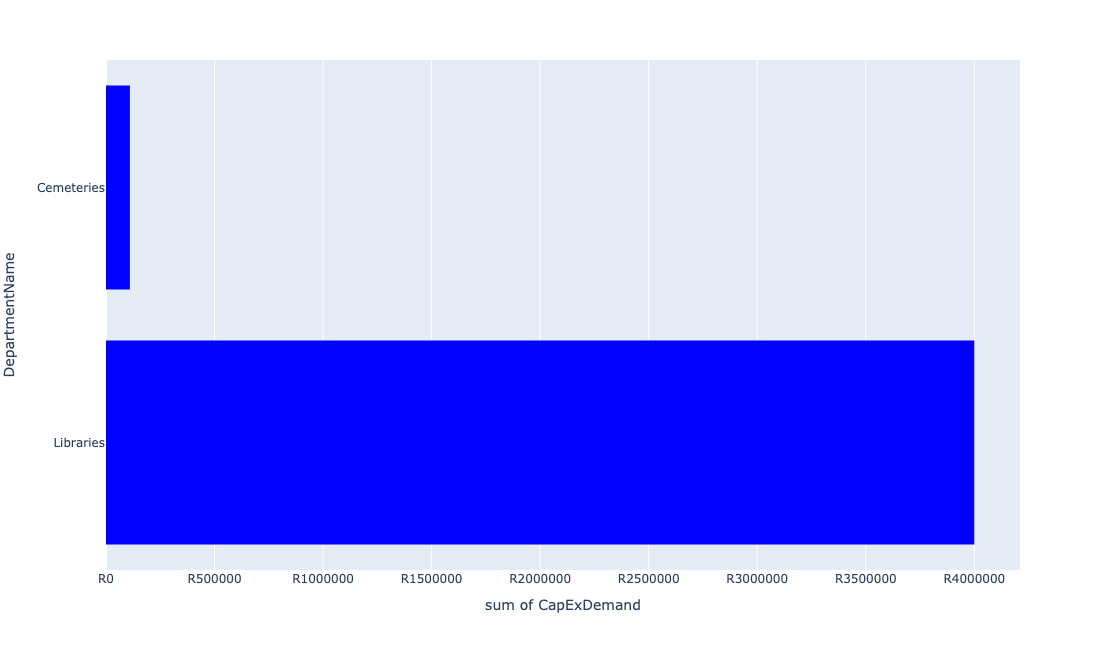 Cemeteries
Libraries
DepartmentName
R0
R500000
R1000000
R1500000
R2000000
R2500000
R3000000
R3500000
R4000000
sum of CapExDemand